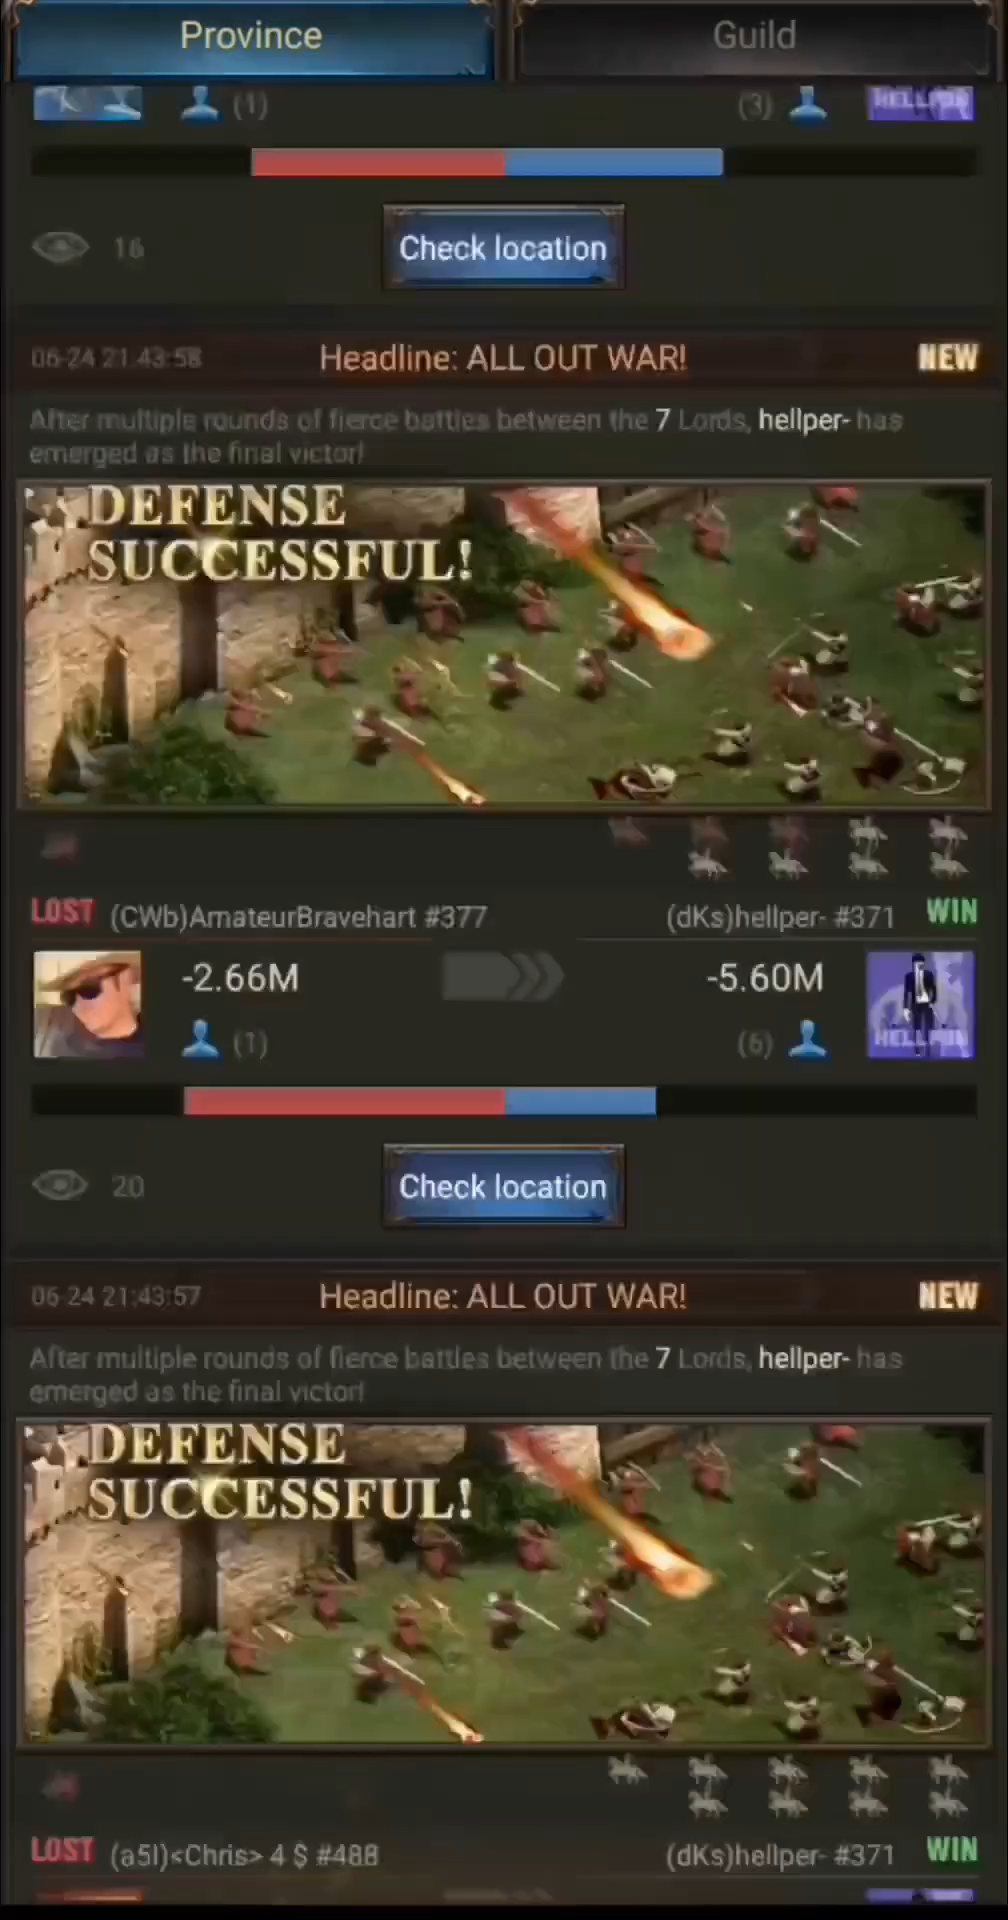 Province
Guild
(1)
(3)
16
Check location
06-24 21:43:58
Headline: ALL OUT WAR!
NEW
After multiple rounds of fierce battles between the 7 Lords, hellper- has
emerged as the final victor!
DEFENSE
SUCCESSFUL!
LOST (CWb)AmateurBravehart #377
(dKs)hellper- #371 WIN
-2.66M
-5.60M
(1)
(6)
20
Check location
06-24 21:43:57
Headline: ALL OUT WAR!
NEW
After multiple rounds of fierce battles between the 7 Lords, hellper- has
emerged as the final victor!
DEFENSE
SUCCESSFUL!
LOST (a5I)<Chris> 4 $ #488
(dKs)hellper- #371 WIN